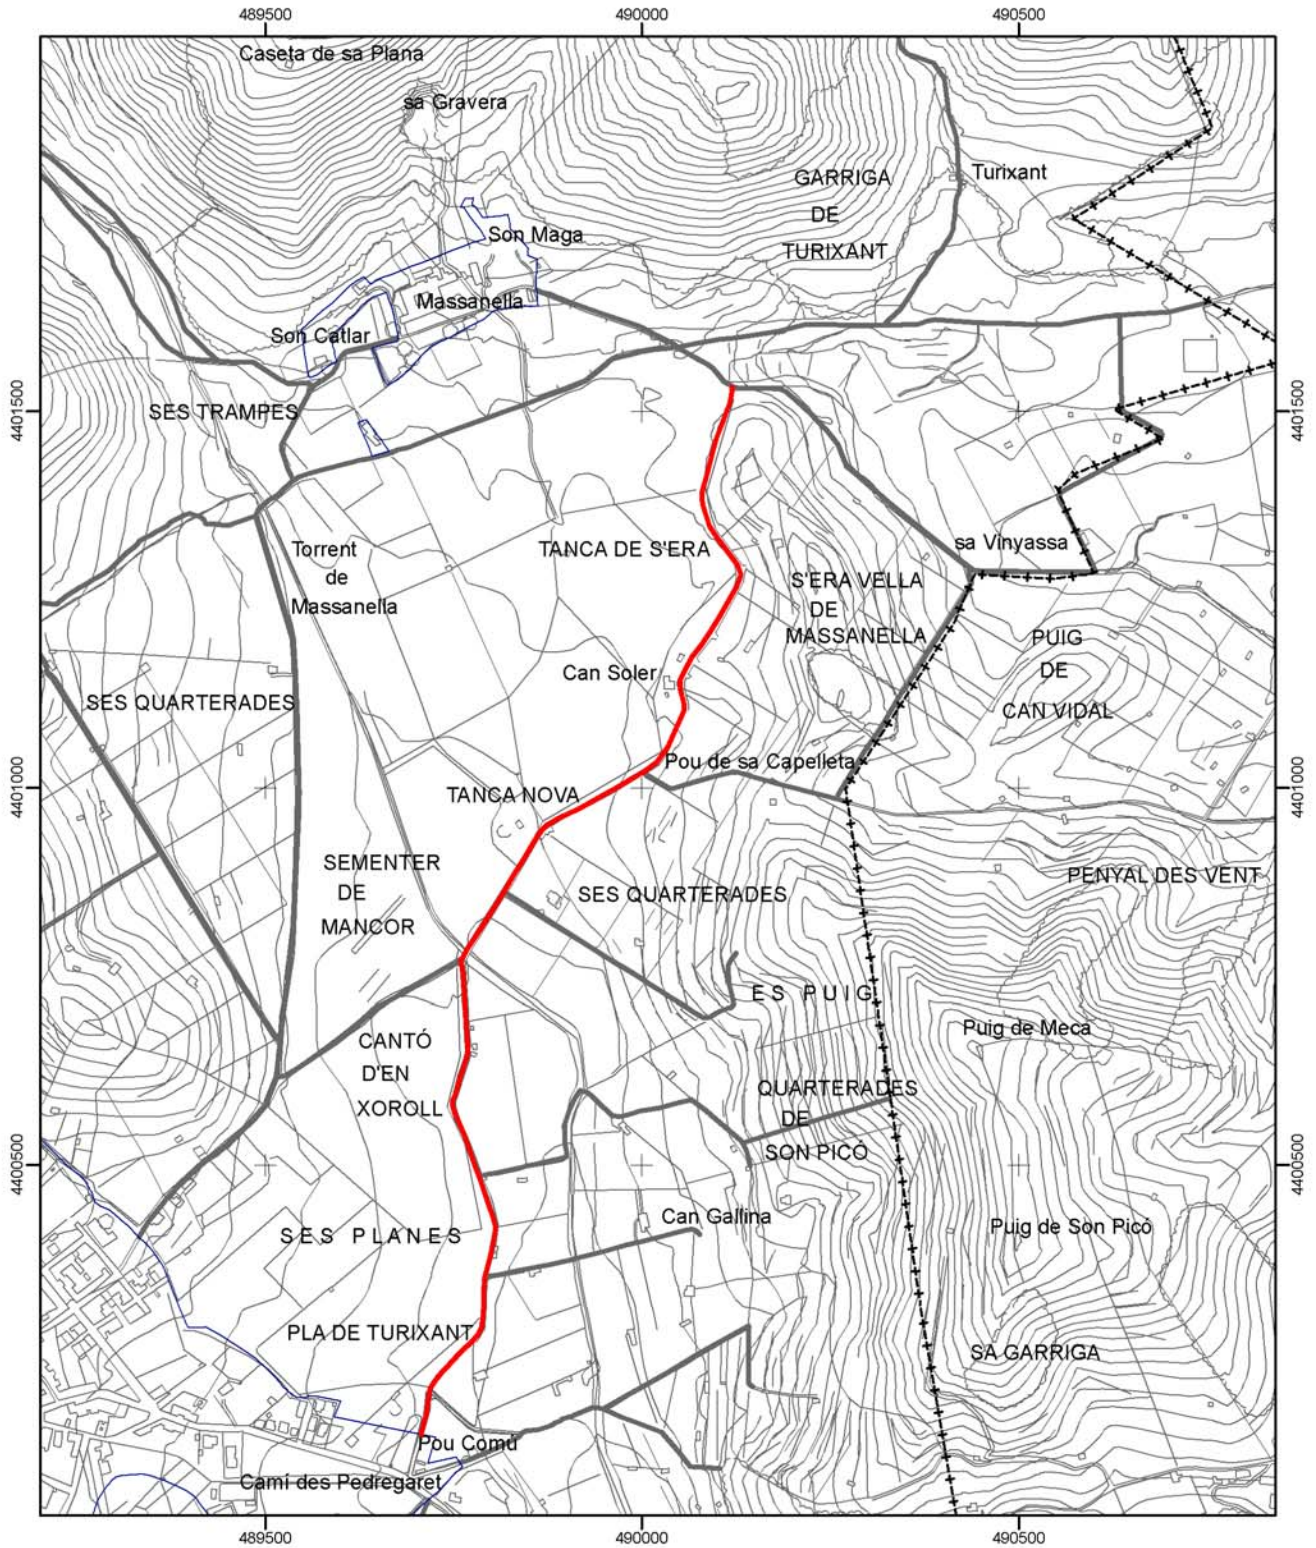 489500
490000
490500
Caseta de sa Plana
sa Gravera
GARRIGA
DE
TURIXANT
Turixant
Son Maga
Massanella
Son Catlar
4401500
SES TRAMPES
4401500
Torrent
de
Massanella
TANCA DE S'ERA
sa Vinyassa
S'ERA VELLA
DE
MASSANELLA
PUIG
DE
CAN VIDAL
Can Soler
SES QUARTERADES
Pou de sa Capelleta
4401000
TANCA NOVA
4401000
SEMENTER
DE
MANCOR
SES QUARTERADES
PENYAL DES VENT
ES PUIG
CANTÓ
D'EN
XOROLL
Puig de Meca
QUARTERADES
DE
SON PICÓ
4400500
4400500
Can Gallina
SES PLANES
Puig de Son Picó
PLA DE TURIXANT
SA GARRIGA
Pou Comú
Camí des Pedregaret
489500
490000
490500